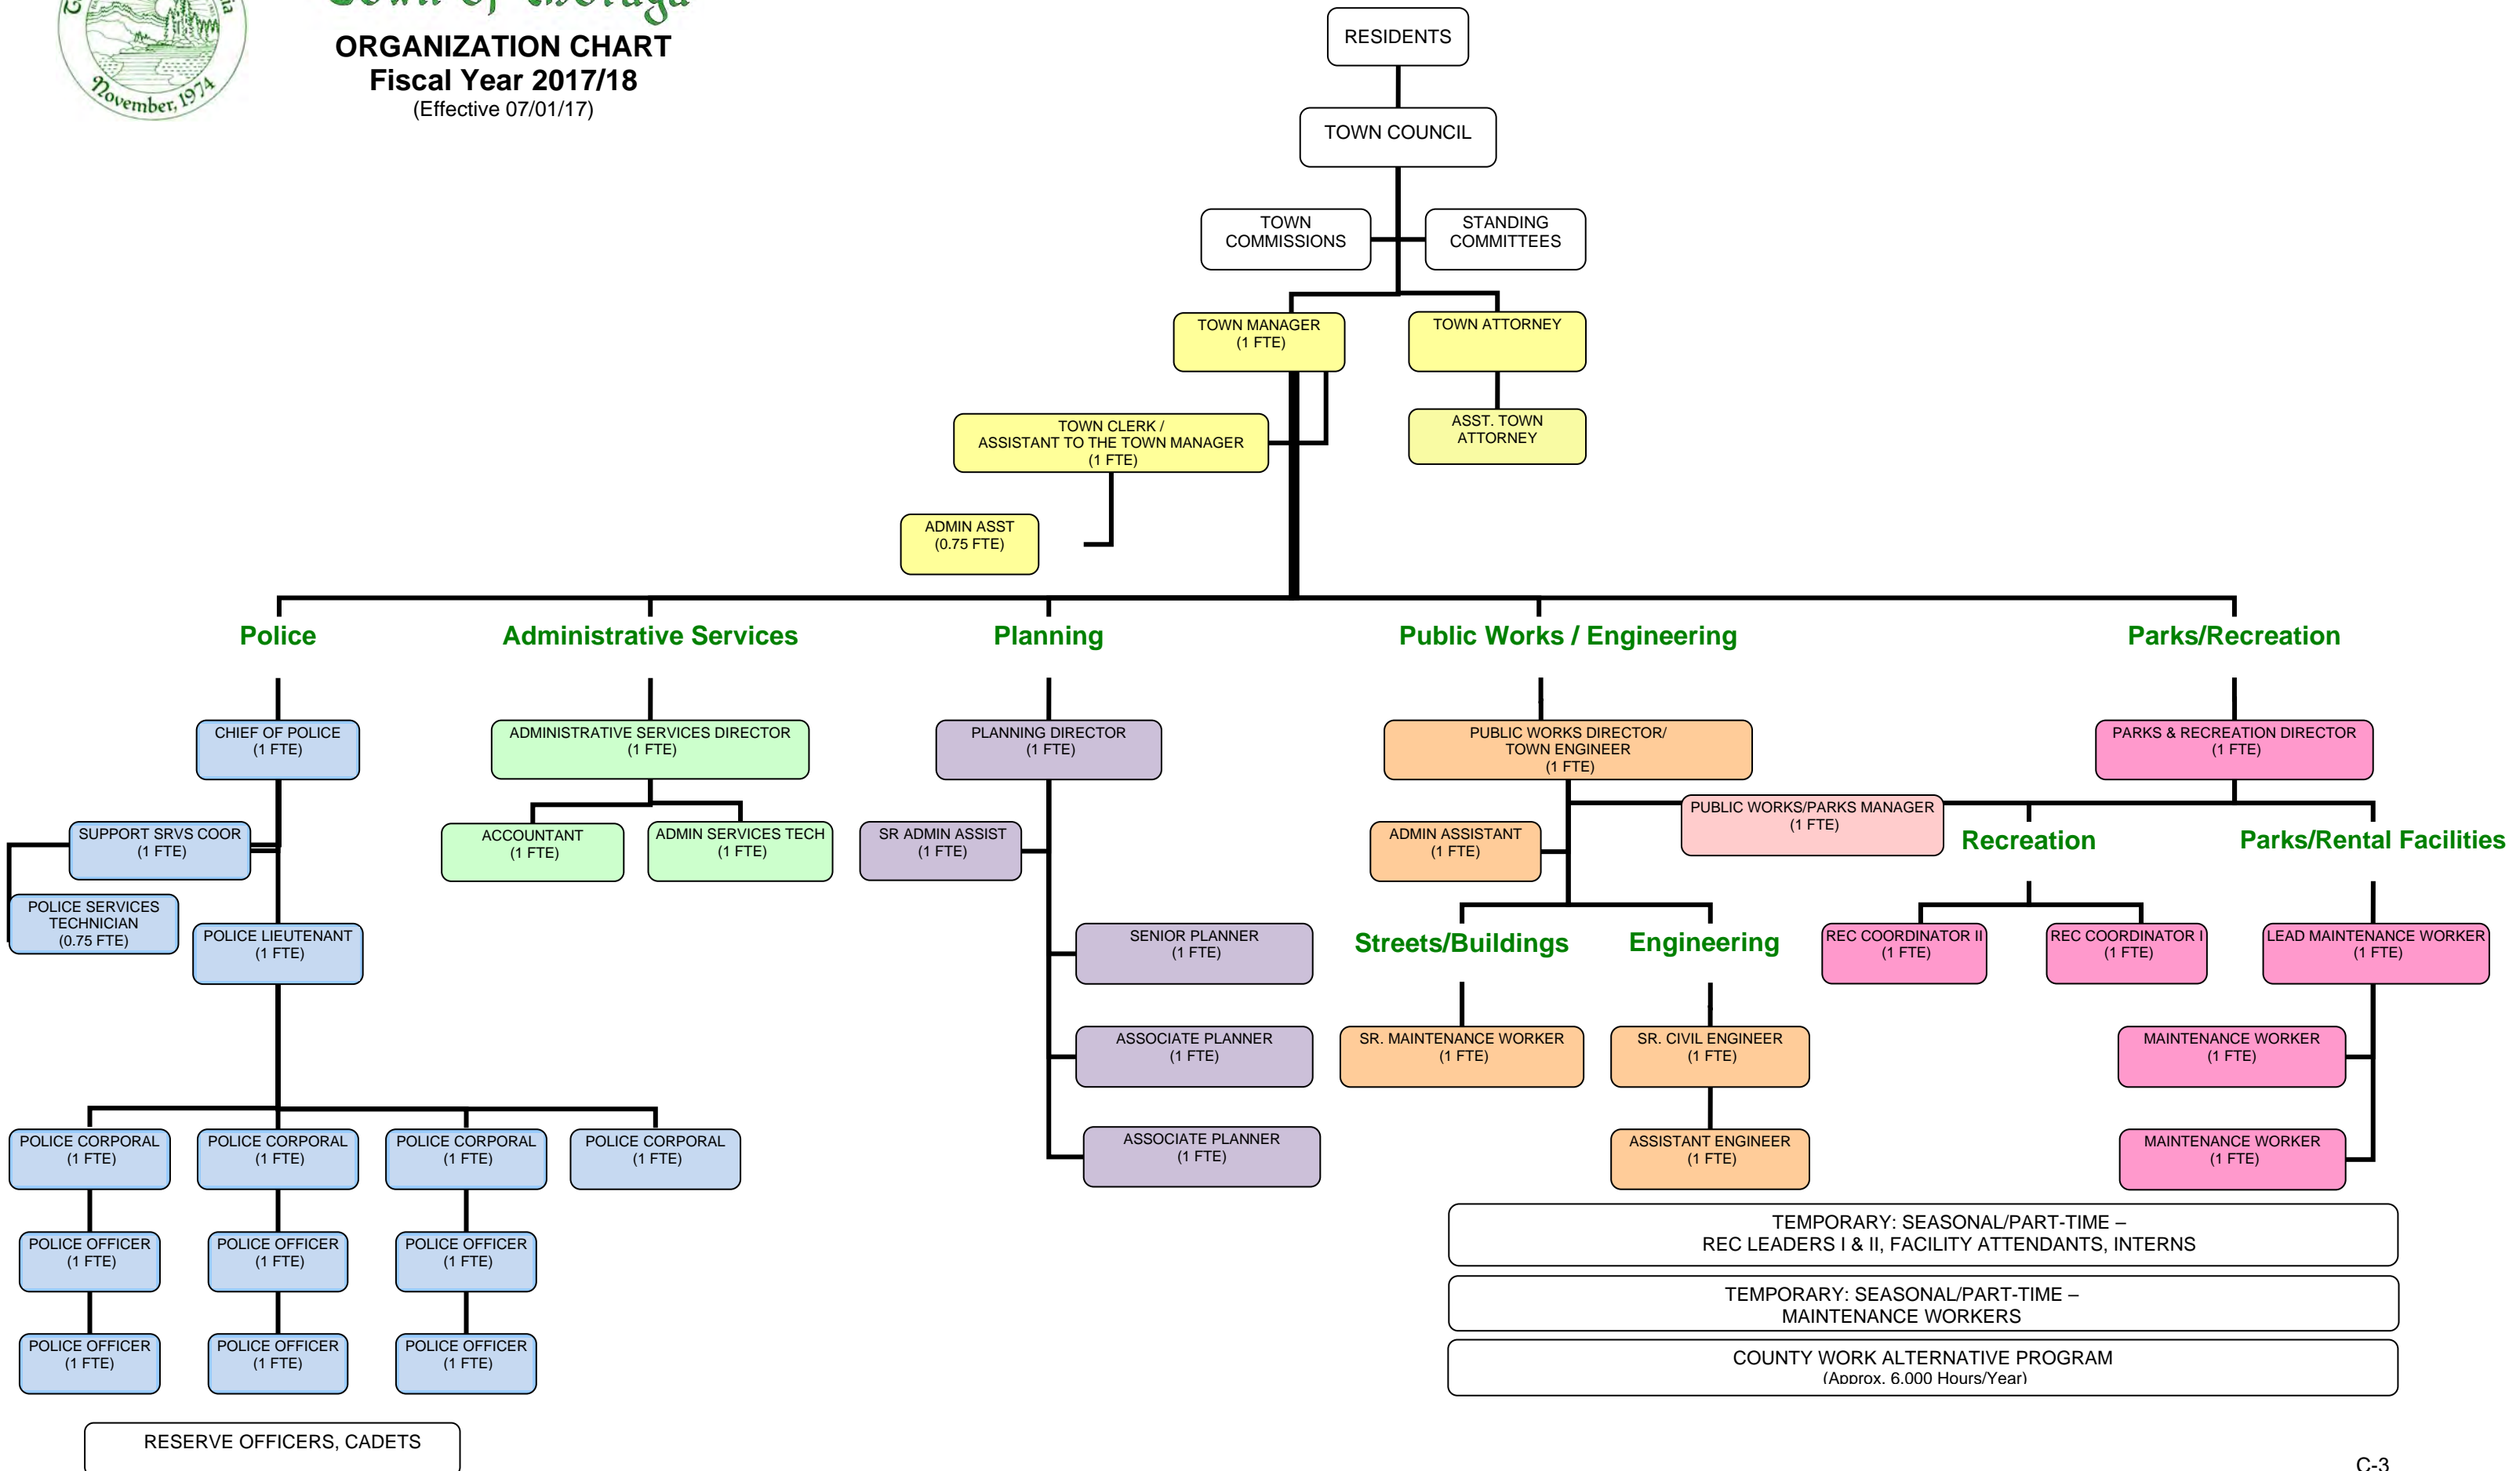 November, 1974
ORGANIZATION CHART
Fiscal Year 2017/18
(Effective 07/01/17)
RESIDENTS
TOWN COUNCIL
TOWN
COMMISSIONS
STANDING
COMMITTEES
TOWN MANAGER
(1 FTE)
TOWN ATTORNEY
TOWN CLERK /
ASSISTANT TO THE TOWN MANAGER
(1 FTE)
ASST. TOWN
ATTORNEY
ADMIN ASST
(0.75 FTE)
Police
Administrative Services
Planning
Public Works / Engineering
Parks/Recreation
CHIEF OF POLICE
(1 FTE)
ADMINISTRATIVE SERVICES DIRECTOR
(1 FTE)
PLANNING DIRECTOR
(1 FTE)
PUBLIC WORKS DIRECTOR/
TOWN ENGINEER
(1 FTE)
PARKS & RECREATION DIRECTOR
(1 FTE)
SUPPORT SRVS COOR
(1 FTE)
ACCOUNTANT
(1 FTE)
ADMIN SERVICES TECH
(1 FTE)
SR ADMIN ASSIST
(1 FTE)
ADMIN ASSISTANT
(1 FTE)
PUBLIC WORKS/PARKS MANAGER
(1 FTE)
Recreation
Parks/Rental Facilities
POLICE SERVICES
TECHNICIAN
(0.75 FTE)
POLICE LIEUTENANT
(1 FTE)
SENIOR PLANNER
(1 FTE)
Streets/Buildings
Engineering
REC COORDINATOR II
(1 FTE)
REC COORDINATOR I
(1 FTE)
LEAD MAINTENANCE WORKER
(1 FTE)
ASSOCIATE PLANNER
(1 FTE)
SR. MAINTENANCE WORKER
(1 FTE)
SR. CIVIL ENGINEER
(1 FTE)
MAINTENANCE WORKER
(1 FTE)
POLICE CORPORAL
(1 FTE)
POLICE CORPORAL
(1 FTE)
POLICE CORPORAL
(1 FTE)
POLICE CORPORAL
(1 FTE)
ASSOCIATE PLANNER
(1 FTE)
ASSISTANT ENGINEER
(1 FTE)
MAINTENANCE WORKER
(1 FTE)
POLICE OFFICER
(1 FTE)
POLICE OFFICER
(1 FTE)
POLICE OFFICER
(1 FTE)
TEMPORARY: SEASONAL/PART-TIME –
REC LEADERS I & II, FACILITY ATTENDANTS, INTERNS
TEMPORARY: SEASONAL/PART-TIME –
MAINTENANCE WORKERS
POLICE OFFICER
(1 FTE)
POLICE OFFICER
(1 FTE)
POLICE OFFICER
(1 FTE)
COUNTY WORK ALTERNATIVE PROGRAM
(Approx. 6,000 Hours/Year)
RESERVE OFFICERS, CADETS
C-3